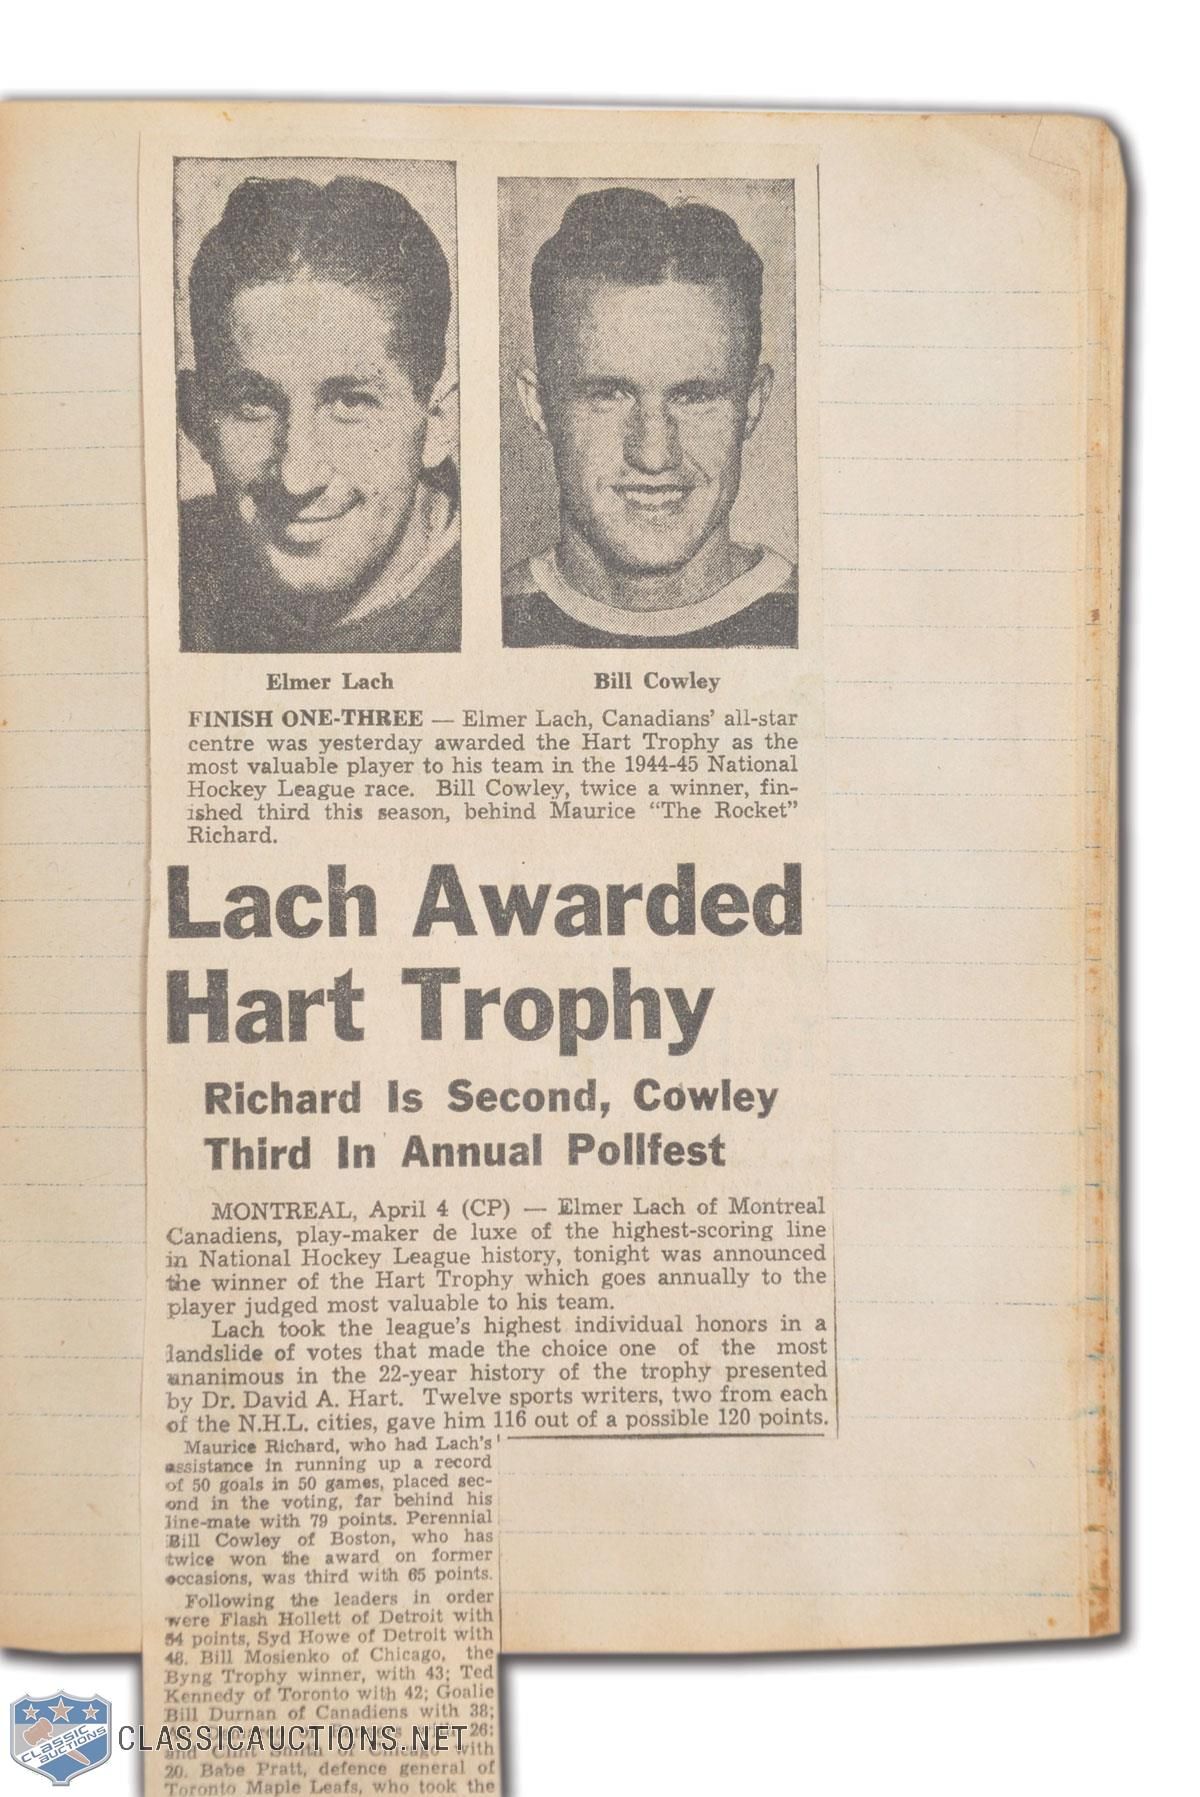 Elmer Lach
Bill Cowley
FINISH ONE-THREE — Elmer Lach, Canadians' all-star
centre was yesterday awarded the Hart Trophy as the
most valuable player to his team in the 1944-45 National
Hockey League race. Bill Cowley, twice a winner, fin-
ished third this season, behind Maurice "The Rocket"
Richard.
Lach Awarded
Hart Trophy
Richard Is Second, Cowley
Third In Annual Pollfest
MONTREAL, April 4 (CP) — Elmer Lach of Montreal
Canadiens, play-maker de luxe of the highest-scoring line
in National Hockey League history, tonight was announced
the winner of the Hart Trophy which goes annually to the
player judged most valuable to his team.
Lach took the league's highest individual honors in a
landslide of votes that made the choice one of the most
unanimous in the 22-year history of the trophy presented
by Dr. David A. Hart. Twelve sports writers, two from each
of the N.H.L. cities, gave him 116 out of a possible 120 points.
Maurice Richard, who had Lach's
assistance in running up a record
of 50 goals in 50 games, placed sec-
ond in the voting, far behind his
line-mate with 79 points. Perennial
Bill Cowley of Boston, who has
twice won the award on former
occasions, was third with 65 points.
Following the leaders in order
were Flash Hollett of Detroit with
54 points, Syd Howe of Detroit with
48. Bill Mosienko of Chicago, the
Byng Trophy winner, with 43; Ted
Kennedy of Toronto with 42; Goalie
Bill Durnan of Canadiens with 38;
26;
and Clint Smith of Chicago with
20. Babe Pratt, defence general of
Toronto Maple Leafs, who took the
CLASSIC AUCTIONS
CLASSICAUCTIONS.NET